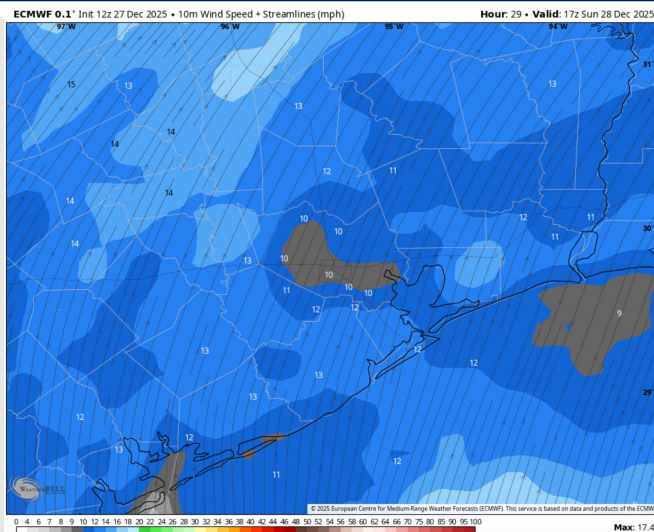 ECMWF 0.1° Init 12z 27 Dec 2025 • 10m Wind Speed + Streamlines (mph) Hour: 29 • Valid: 17z Sun 28 Dec 2025
97°W 96°W 95°W 94°W
31°
15 13 13 13
14
14
12 11
14
14
10 12 11 30°
10 11
14
13 10
10
11 10 10
12 12 9
13 12
12
13
13 29°
12
12
13 12
11
WeatherBELL
© 2025 European Centre for Medium-Range Weather Forecasts (ECMWF). This service is based on data and products of the ECMW
0 4 6 7 8 9 10 12 14 16 18 20 22 24 26 28 30 32 34 36 38 40 42 44 46 48 50 52 54 56 58 60 62 64 66 70 75 80 85 90 95 100
Max: 17.4